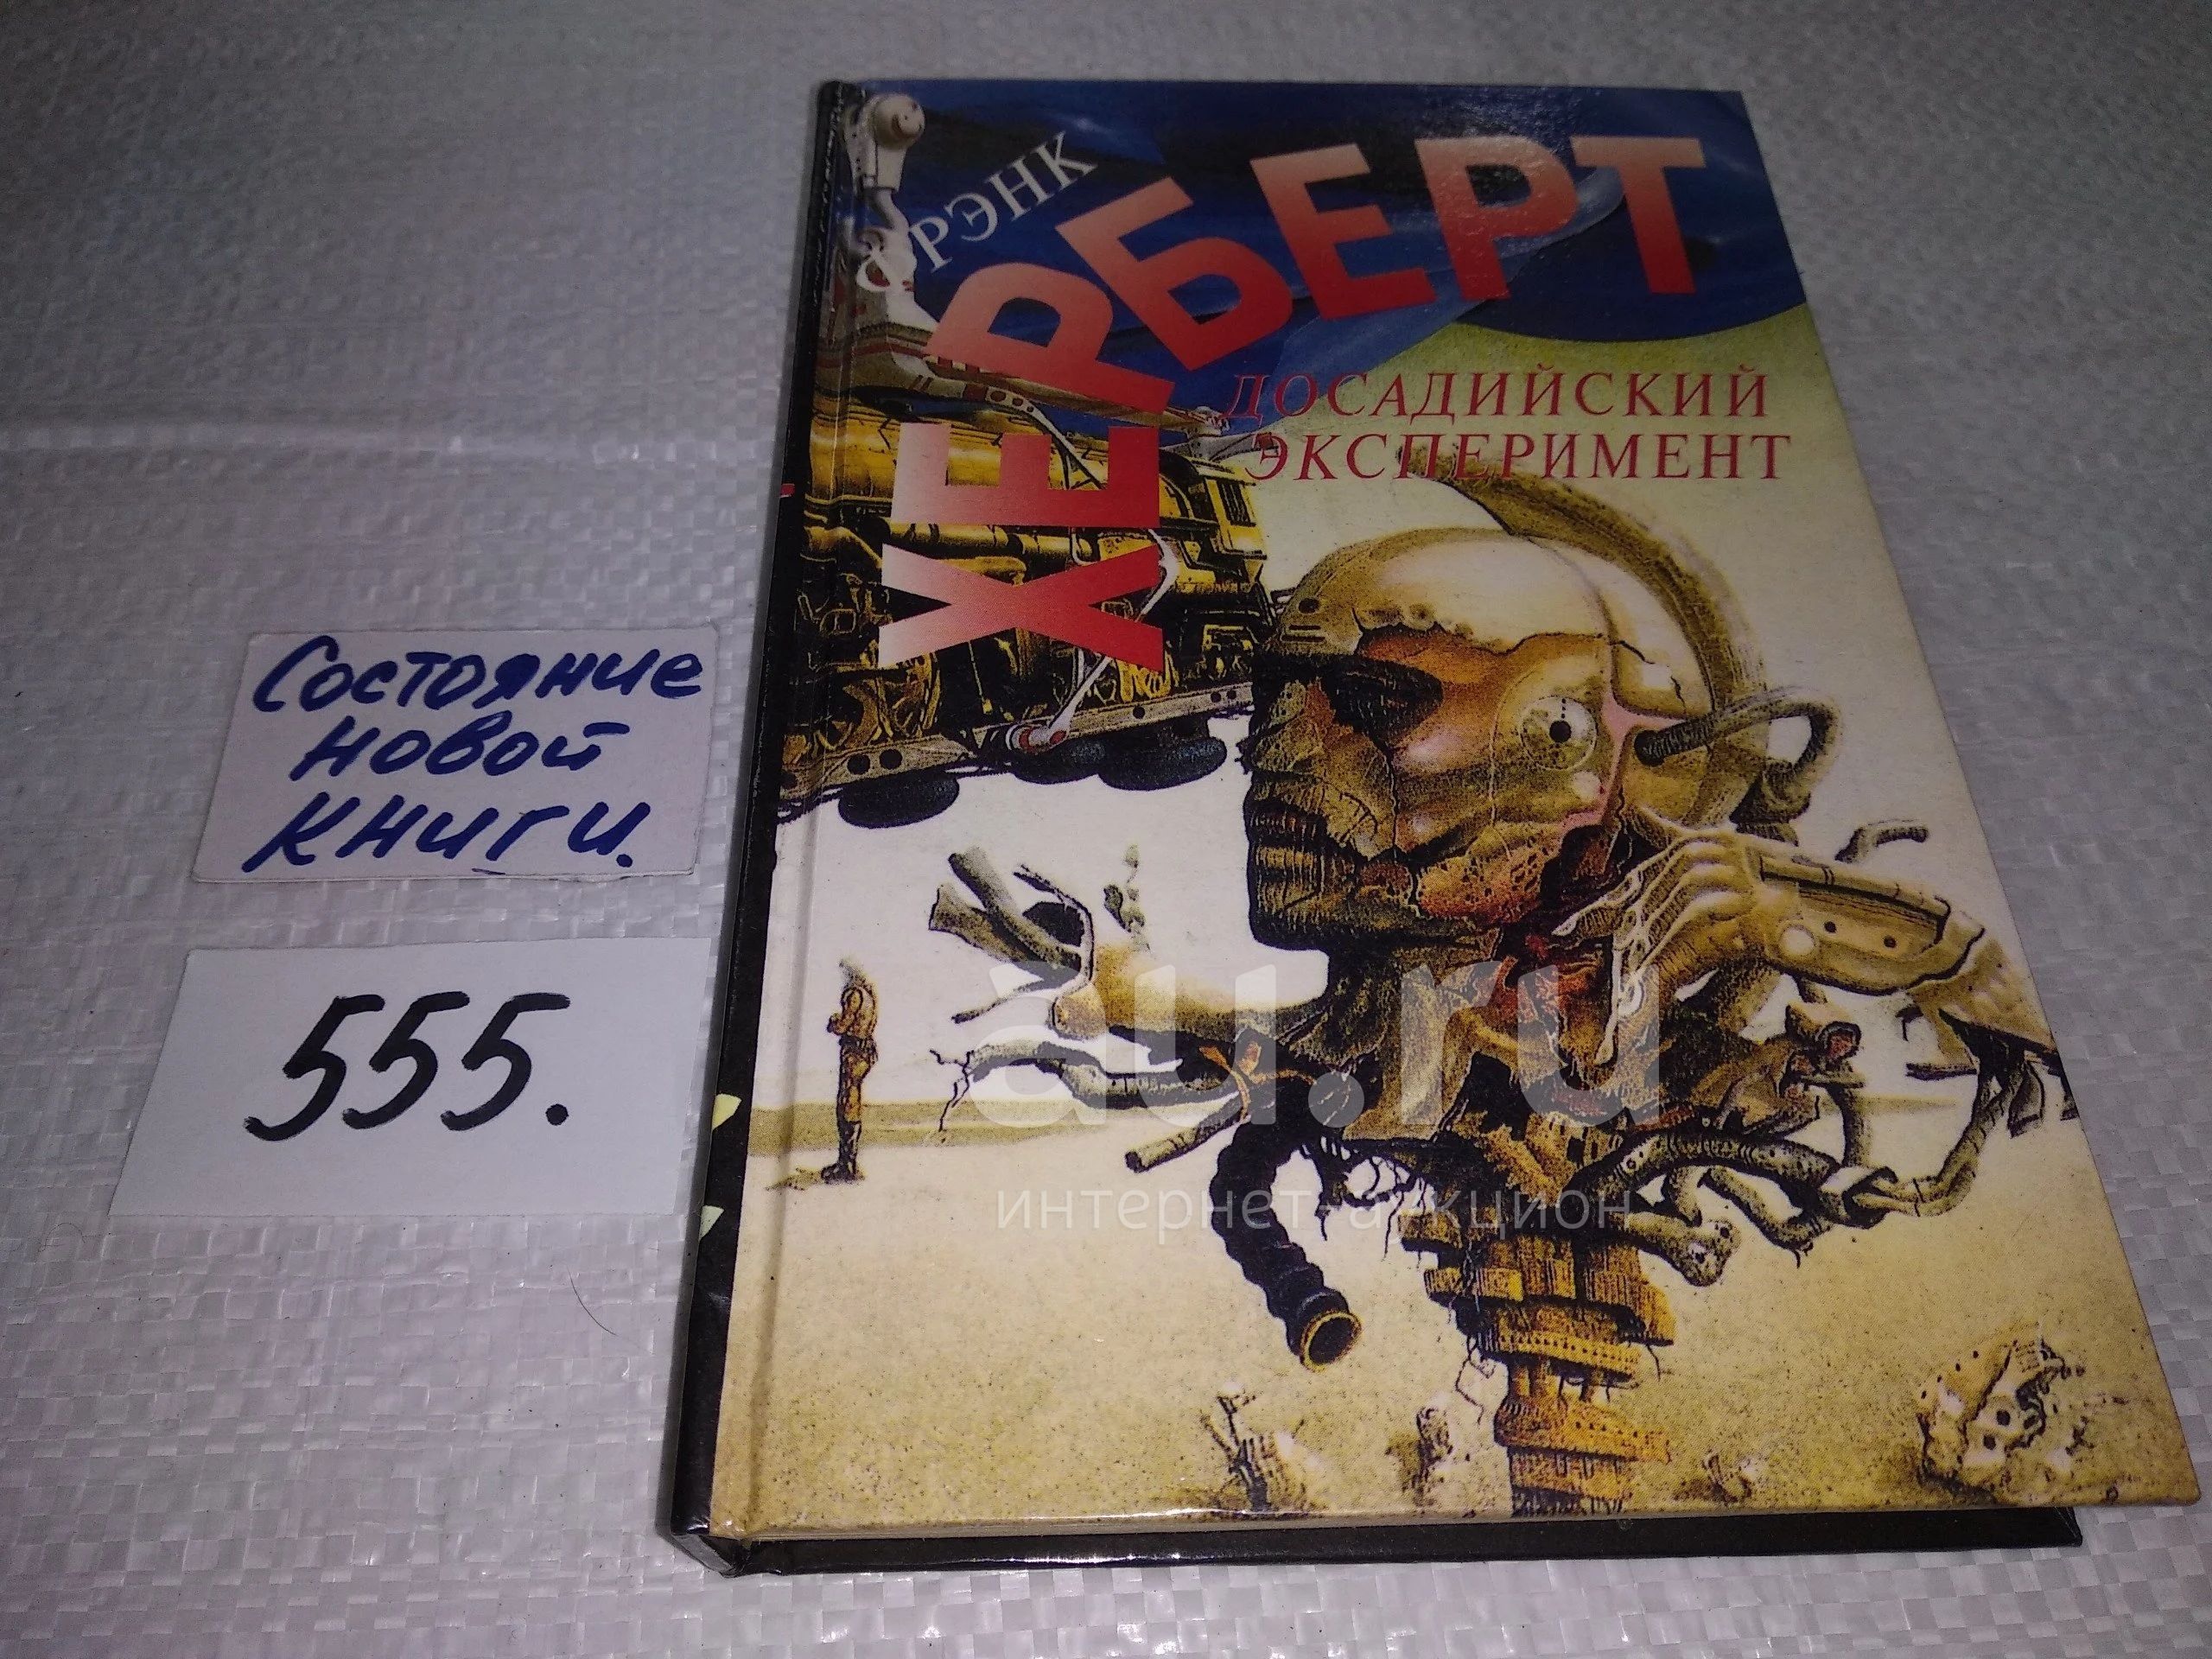 ФРЭНК
ХЕРБЕРТ
ДОСАДИЙСКИЙ
ЭКСПЕРИМЕНТ
Состояние
новой
книги.
555.
au.ru
интернет-аукцион